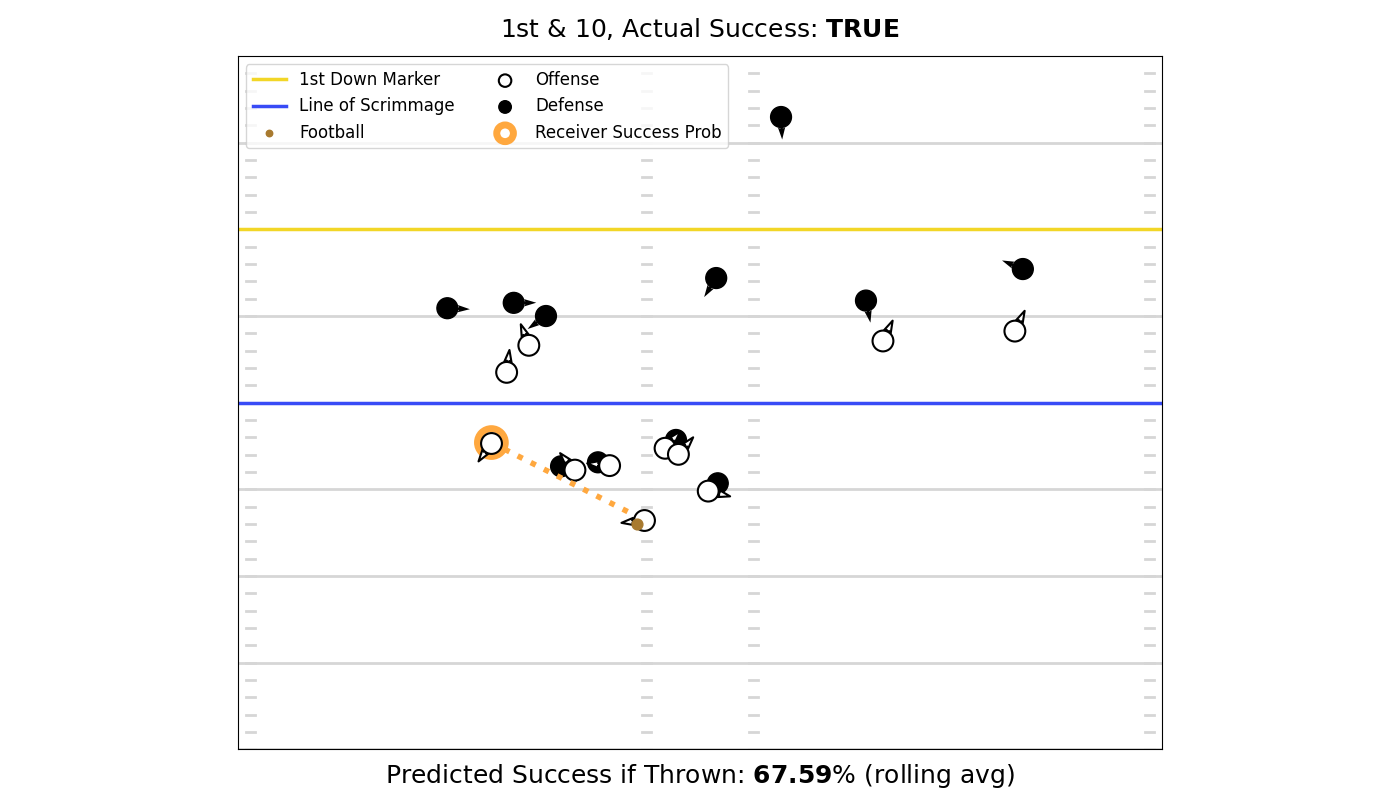 1st & 10, Actual Success: TRUE
1st Down Marker
Line of Scrimmage
Football
Offense
Defense
Receiver Success Prob
Predicted Success if Thrown: 67.59% (rolling avg)